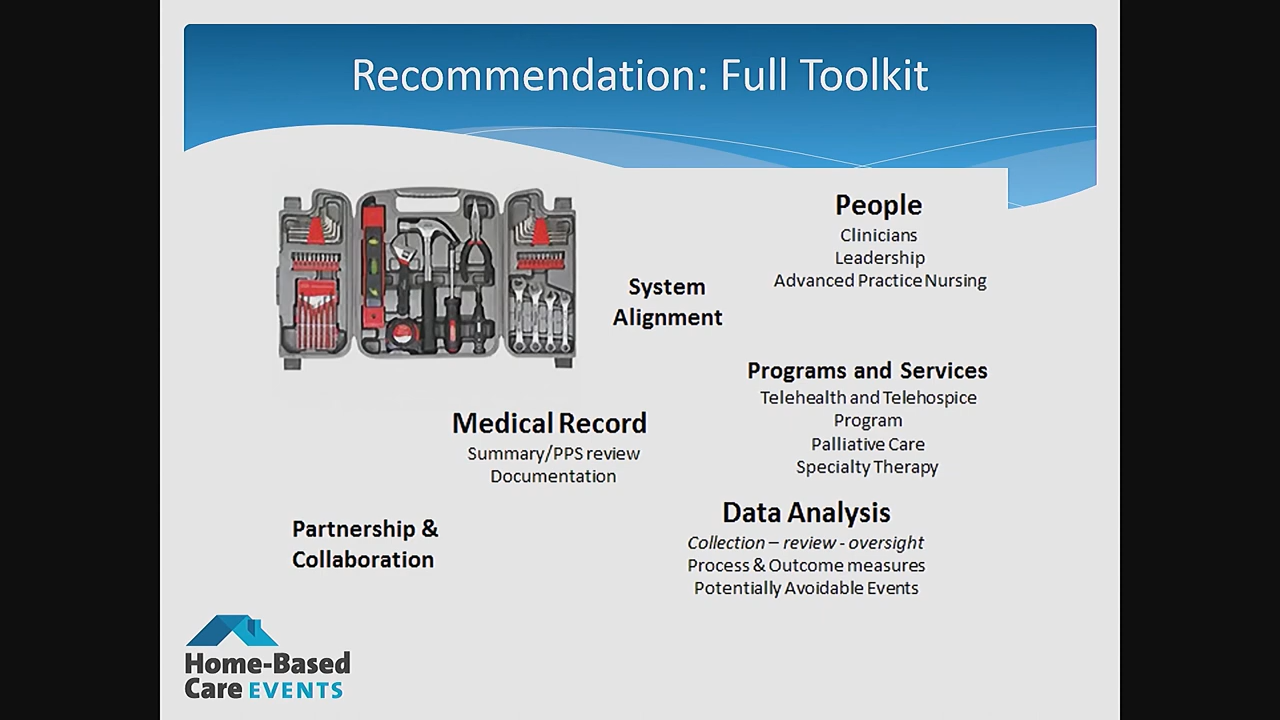 Recommendation: Full Toolkit
People
Clinicians
Leadership
Advanced Practice Nursing
System
Alignment
Programs and Services
Telehealth and Telehospice
Program
Palliative Care
Specialty Therapy
Medical Record
Summary/PPS review
Documentation
Data Analysis
Collection – review - oversight
Process & Outcome measures
Potentially Avoidable Events
Partnership &
Collaboration
Home-Based
Care EVENTS